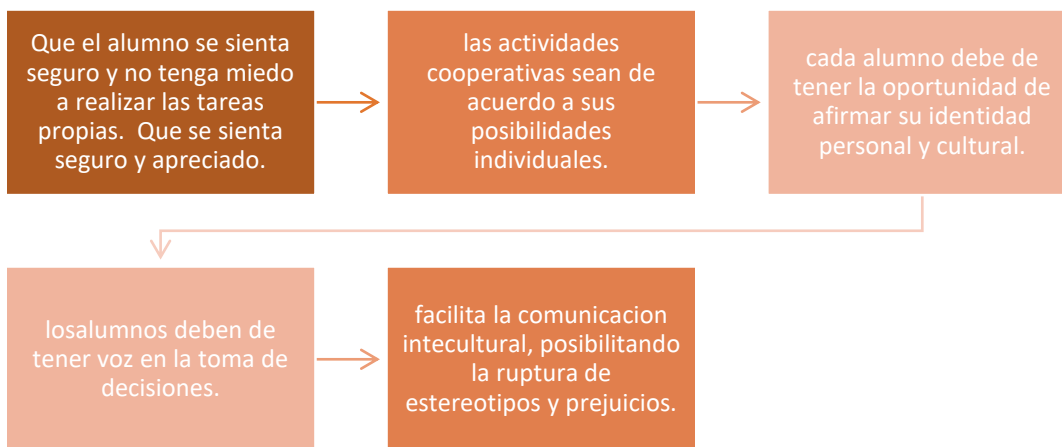 Que el alumno se sienta
seguro y no tenga miedo
a realizar las tareas
propias.  Que se sienta
seguro y apreciado.
las actividades
cooperativas sean de
acuerdo a sus
posibilidades
individuales.
cada alumno debe de
tener la oportunidad de
afirmar su identidad
personal y cultural.
losalumnos deben de
tener voz en la toma de
decisiones.
facilita la comunicacion
intecultural, posibilitando
la ruptura de
estereotipos y prejuicios.